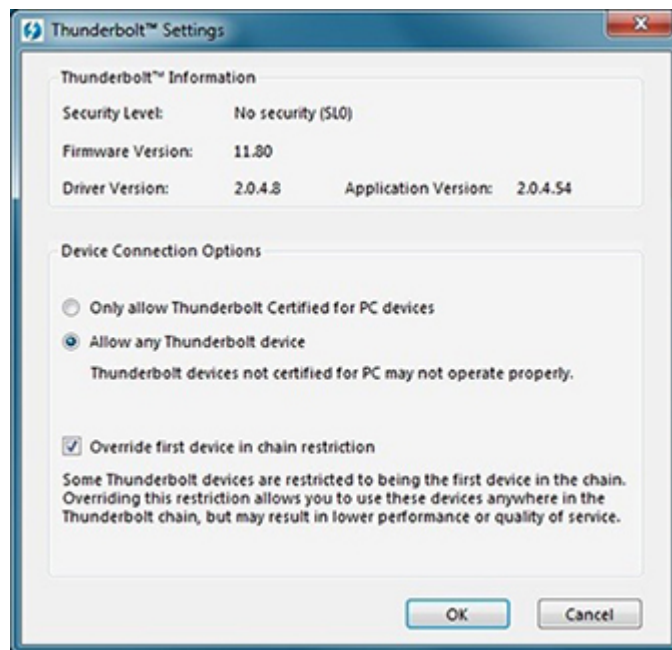 Thunderbolt™ Settings
Thunderbolt™ Information
Security Level: No security (SL0)
Firmware Version: 11.80
Driver Version: 2.0.4.8 Application Version: 2.0.4.54
Device Connection Options
Only allow Thunderbolt Certified for PC devices
Allow any Thunderbolt device
Thunderbolt devices not certified for PC may not operate properly.
Override first device in chain restriction
Some Thunderbolt devices are restricted to being the first device in the chain.
Overriding this restriction allows you to use these devices anywhere in the
Thunderbolt chain, but may result in lower performance or quality of service.
OK Cancel